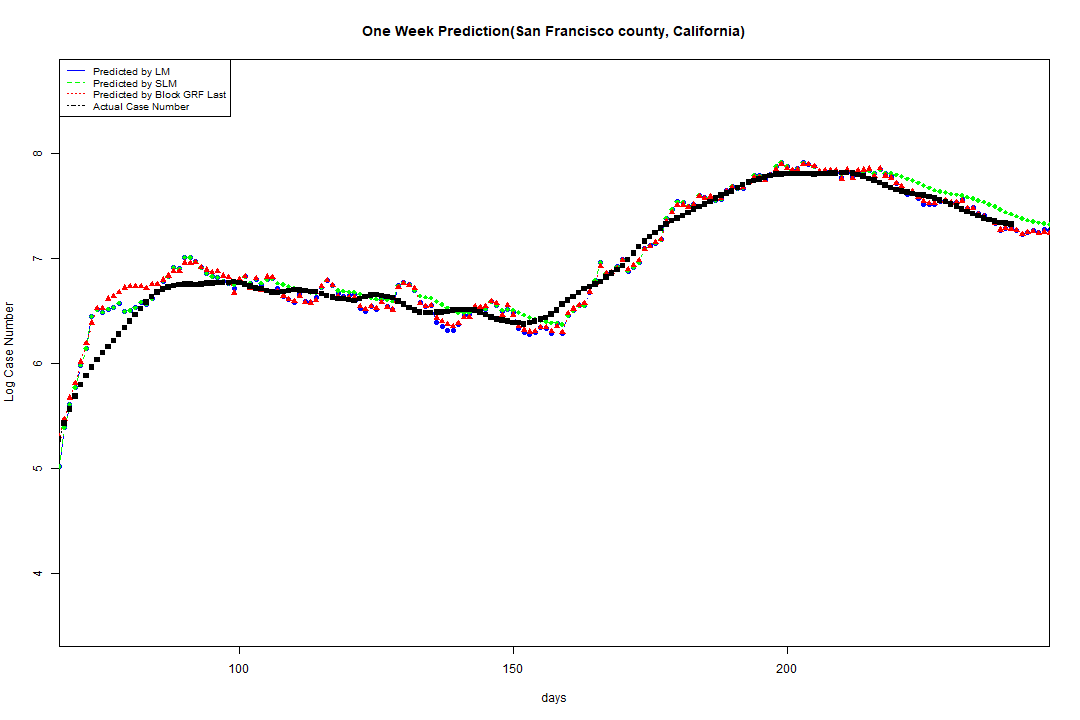 One Week Prediction(San Francisco county, California)
Predicted by LM
Predicted by SLM
Predicted by Block GRF Last
Actual Case Number
8
7
6
5
4
Log Case Number
100
150
200
days